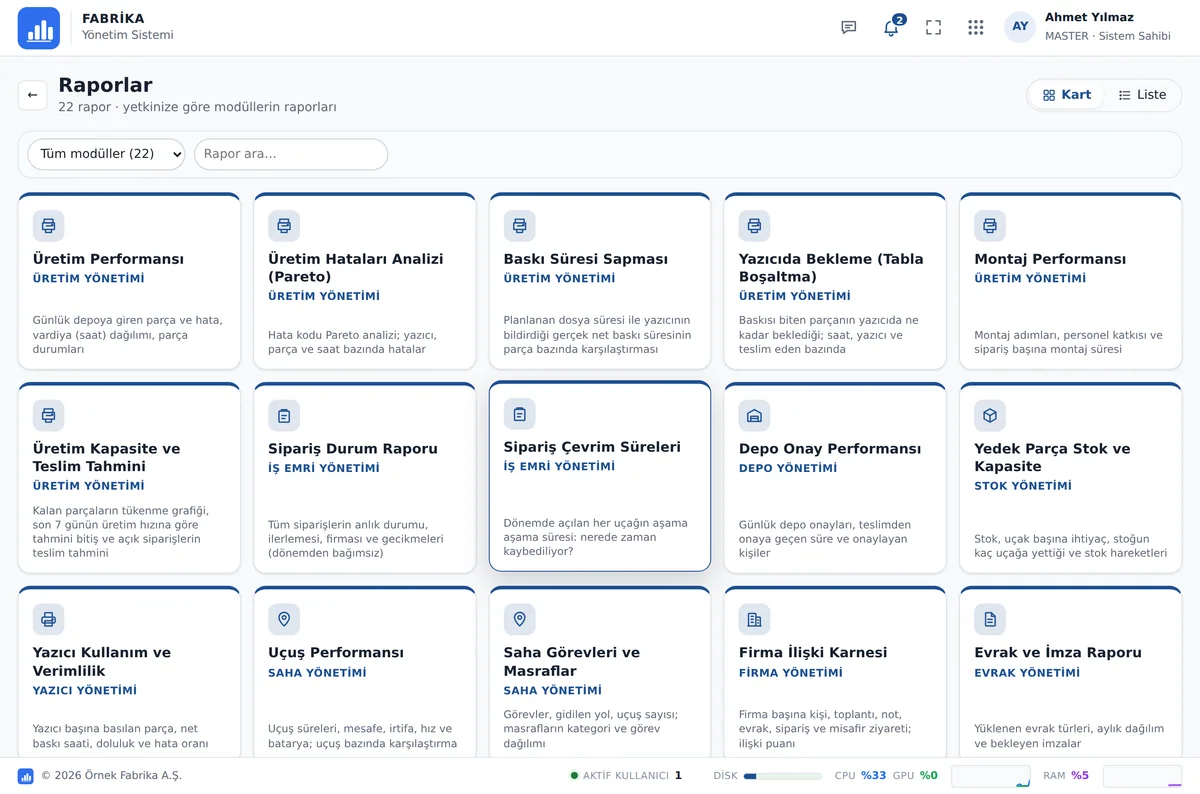 FABRİKA
Yönetim Sistemi
2
AY
Ahmet Yılmaz
MASTER · Sistem Sahibi
←
Raporlar
22 rapor · yetkinize göre modüllerin raporları
Kart
Liste
Tüm modüller (22)
Rapor ara...
Üretim Performansı
ÜRETİM YÖNETİMİ
Günlük depoya giren parça ve hata,
vardiya (saat) dağılımı, parça
durumları
Üretim Hataları Analizi
(Pareto)
ÜRETİM YÖNETİMİ
Hata kodu Pareto analizi; yazıcı,
parça ve saat bazında hatalar
Baskı Süresi Sapması
ÜRETİM YÖNETİMİ
Planlanan dosya süresi ile yazıcının
bildirdiği gerçek net baskı süresinin
parça bazında karşılaştırması
Yazıcıda Bekleme (Tabla
Boşaltma)
ÜRETİM YÖNETİMİ
Baskısı biten parçanın yazıcıda ne
kadar beklediği; saat, yazıcı ve
teslim eden bazında
Montaj Performansı
ÜRETİM YÖNETİMİ
Montaj adımları, personel katkısı ve
sipariş başına montaj süresi
Üretim Kapasite ve
Teslim Tahmini
ÜRETİM YÖNETİMİ
Kalan parçaların tükenme grafiği,
son 7 günün üretim hızına göre
tahmini bitiş ve açık siparişlerin
teslim tahmini
Sipariş Durum Raporu
İŞ EMRİ YÖNETİMİ
Tüm siparişlerin anlık durumu,
ilerlemesi, firması ve gecikmeleri
(dönemden bağımsız)
Sipariş Çevrim Süreleri
İŞ EMRİ YÖNETİMİ
Dönemde açılan her uçağın aşama
aşama süresi: nerede zaman
kaybediliyor?
Depo Onay Performansı
DEPO YÖNETİMİ
Günlük depo onayları, teslimden
onaya geçen süre ve onaylayan
kişiler
Yedek Parça Stok ve
Kapasite
STOK YÖNETİMİ
Stok, uçak başına ihtiyaç, stoğun
kaç uçağa yettiği ve stok hareketleri
Yazıcı Kullanım ve
Verimlilik
YAZICI YÖNETİMİ
Yazıcı başına basılan parça, net
baskı saati, doluluk ve hata oranı
Uçuş Performansı
SAHA YÖNETİMİ
Uçuş süreleri, mesafe, irtifa, hız ve
batarya; uçuş bazında karşılaştırma
Saha Görevleri ve
Masraflar
SAHA YÖNETİMİ
Görevler, gidilen yol, uçuş sayısı;
masrafların kategori ve görev
dağılımı
Firma İlişki Karnesi
FİRMA YÖNETİMİ
Firma başına kişi, toplantı, not,
evrak, sipariş ve misafir ziyareti;
ilişki puanı
Evrak ve İmza Raporu
EVRAK YÖNETİMİ
Yüklenen evrak türleri, aylık dağılım
ve bekleyen imzalar
© 2026 Örnek Fabrika A.Ş.
AKTİF KULLANICI 1
DİSK
CPU %33
GPU %0
RAM %5